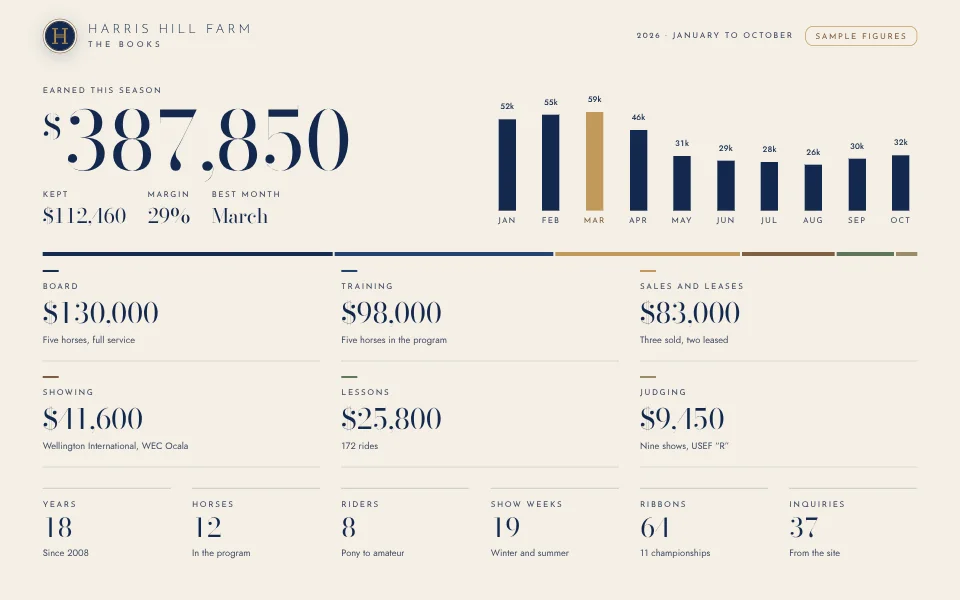 H
HARRIS HILL FARM
THE BOOKS
2026 · JANUARY TO OCTOBER
SAMPLE FIGURES
EARNED THIS SEASON
$387,850
KEPT
$112,460
MARGIN
29%
BEST MONTH
March
52k 55k 59k 46k 31k 29k 28k 26k 30k 32k
JAN FEB MAR APR MAY JUN JUL AUG SEP OCT
BOARD
$130,000
Five horses, full service
TRAINING
$98,000
Five horses in the program
SALES AND LEASES
$83,000
Three sold, two leased
SHOWING
$41,600
Wellington International, WEC Ocala
LESSONS
$25,800
172 rides
JUDGING
$9,450
Nine shows, USEF “R”
YEARS
18
Since 2008
HORSES
12
In the program
RIDERS
8
Pony to amateur
SHOW WEEKS
19
Winter and summer
RIBBONS
64
11 championships
INQUIRIES
37
From the site